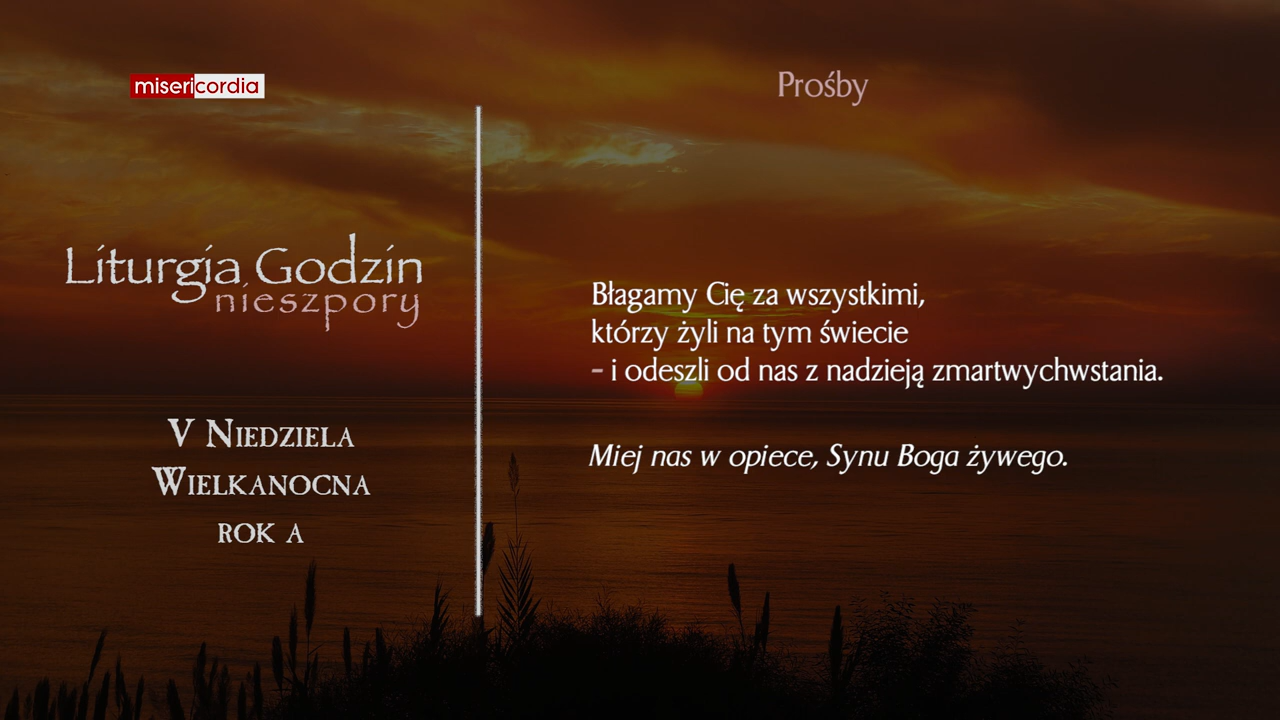 misericordia
Liturgia Godzin
nieszpory
V Niedziela
Wielkanocna
rok a
Prośby
Błagamy Cię za wszystkimi,
którzy żyli na tym świecie
– i odeszli od nas z nadzieją zmartwychwstania.
Miej nas w opiece, Synu Boga żywego.